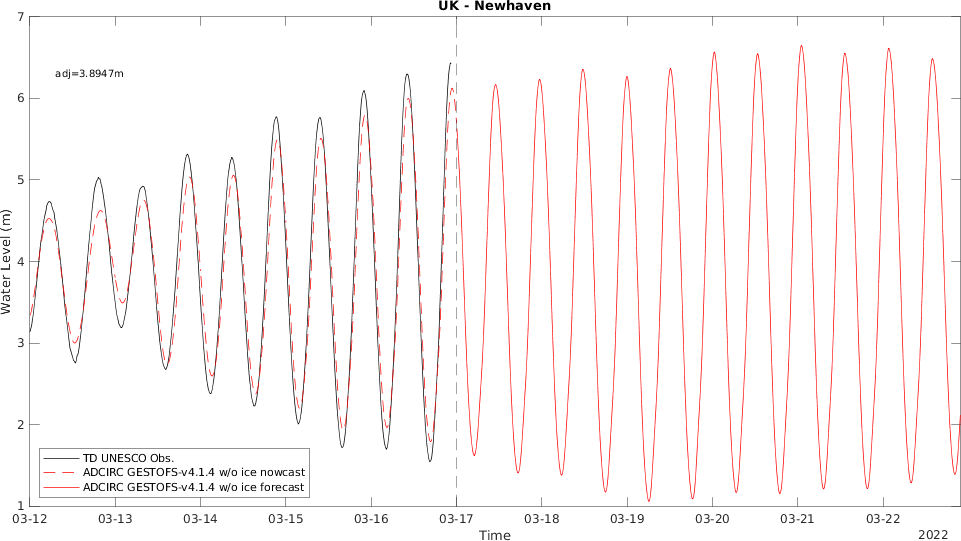 UK - Newhaven
adj=3.8947m
7
6
5
4
3
2
1
Water Level (m)
TD UNESCO Obs.
ADCIRC GESTOFS-v4.1.4 w/o ice nowcast
ADCIRC GESTOFS-v4.1.4 w/o ice forecast
03-12 03-13 03-14 03-15 03-16 03-17 03-18 03-19 03-20 03-21 03-22
Time
2022